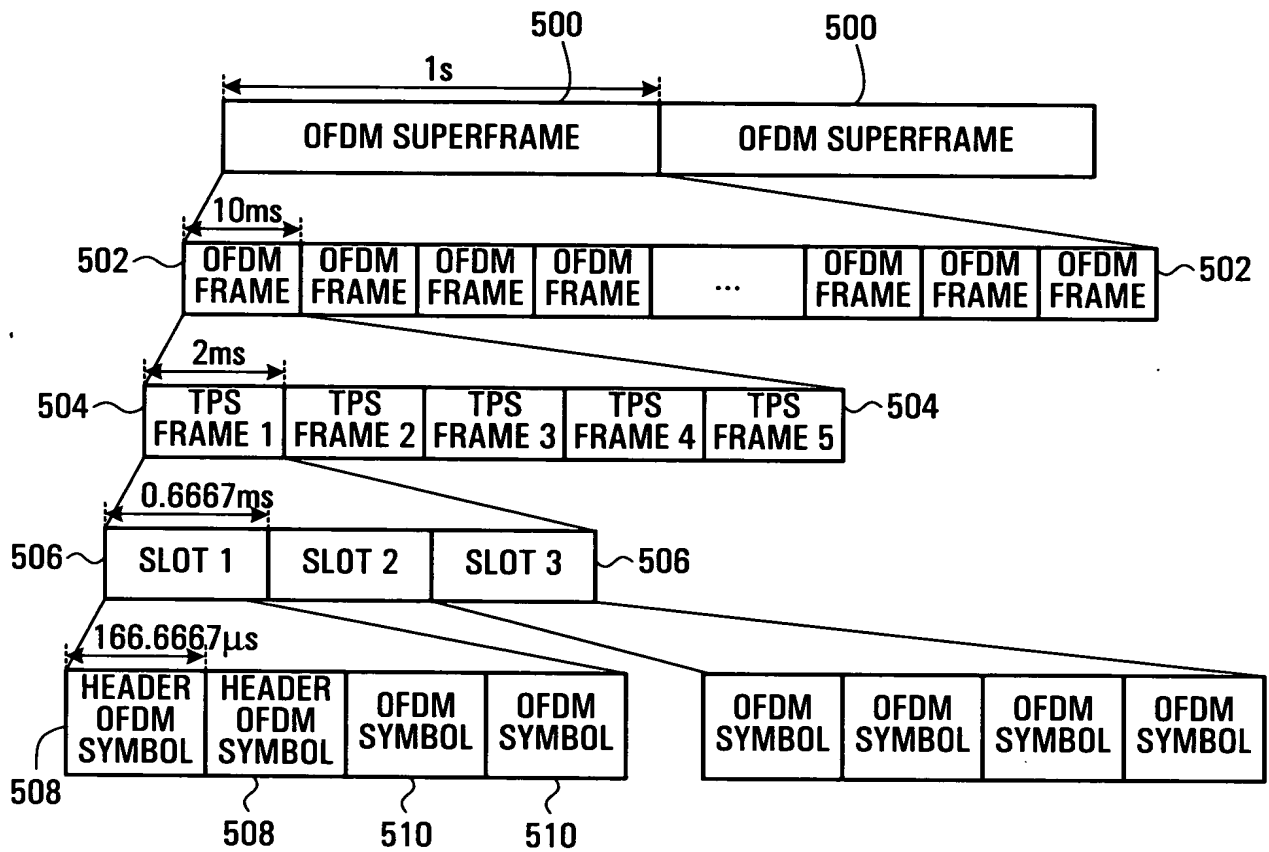 500
500
1s
OFDM SUPERFRAME
OFDM SUPERFRAME
10ms
502
OFDM FRAME
OFDM FRAME
OFDM FRAME
OFDM FRAME
...
OFDM FRAME
OFDM FRAME
OFDM FRAME
502
2ms
504
TPS FRAME 1
TPS FRAME 2
TPS FRAME 3
TPS FRAME 4
TPS FRAME 5
504
0.6667ms
506
SLOT 1
SLOT 2
SLOT 3
506
166.6667μs
HEADER OFDM SYMBOL
HEADER OFDM SYMBOL
OFDM SYMBOL
OFDM SYMBOL
OFDM SYMBOL
OFDM SYMBOL
OFDM SYMBOL
OFDM SYMBOL
508
508
510
510